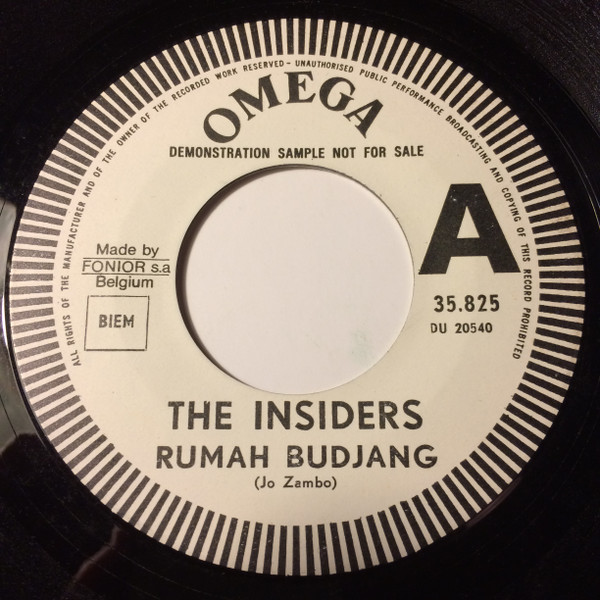 ALL RIGHTS OF THE MANUFACTURER AND OF THE OWNER OF THE RECORDED WORK RESERVED - UNAUTHORISED PUBLIC PERFORMANCE BROADCASTING AND COPYING OF THIS RECORD PROHIBITED
OMEGA
DEMONSTRATION SAMPLE NOT FOR SALE
A
Made by
FONIOR s.a
Belgium
BIEM
35.825
DU 20540
THE INSIDERS
RUMAH BUDJANG
(Jo Zambo)